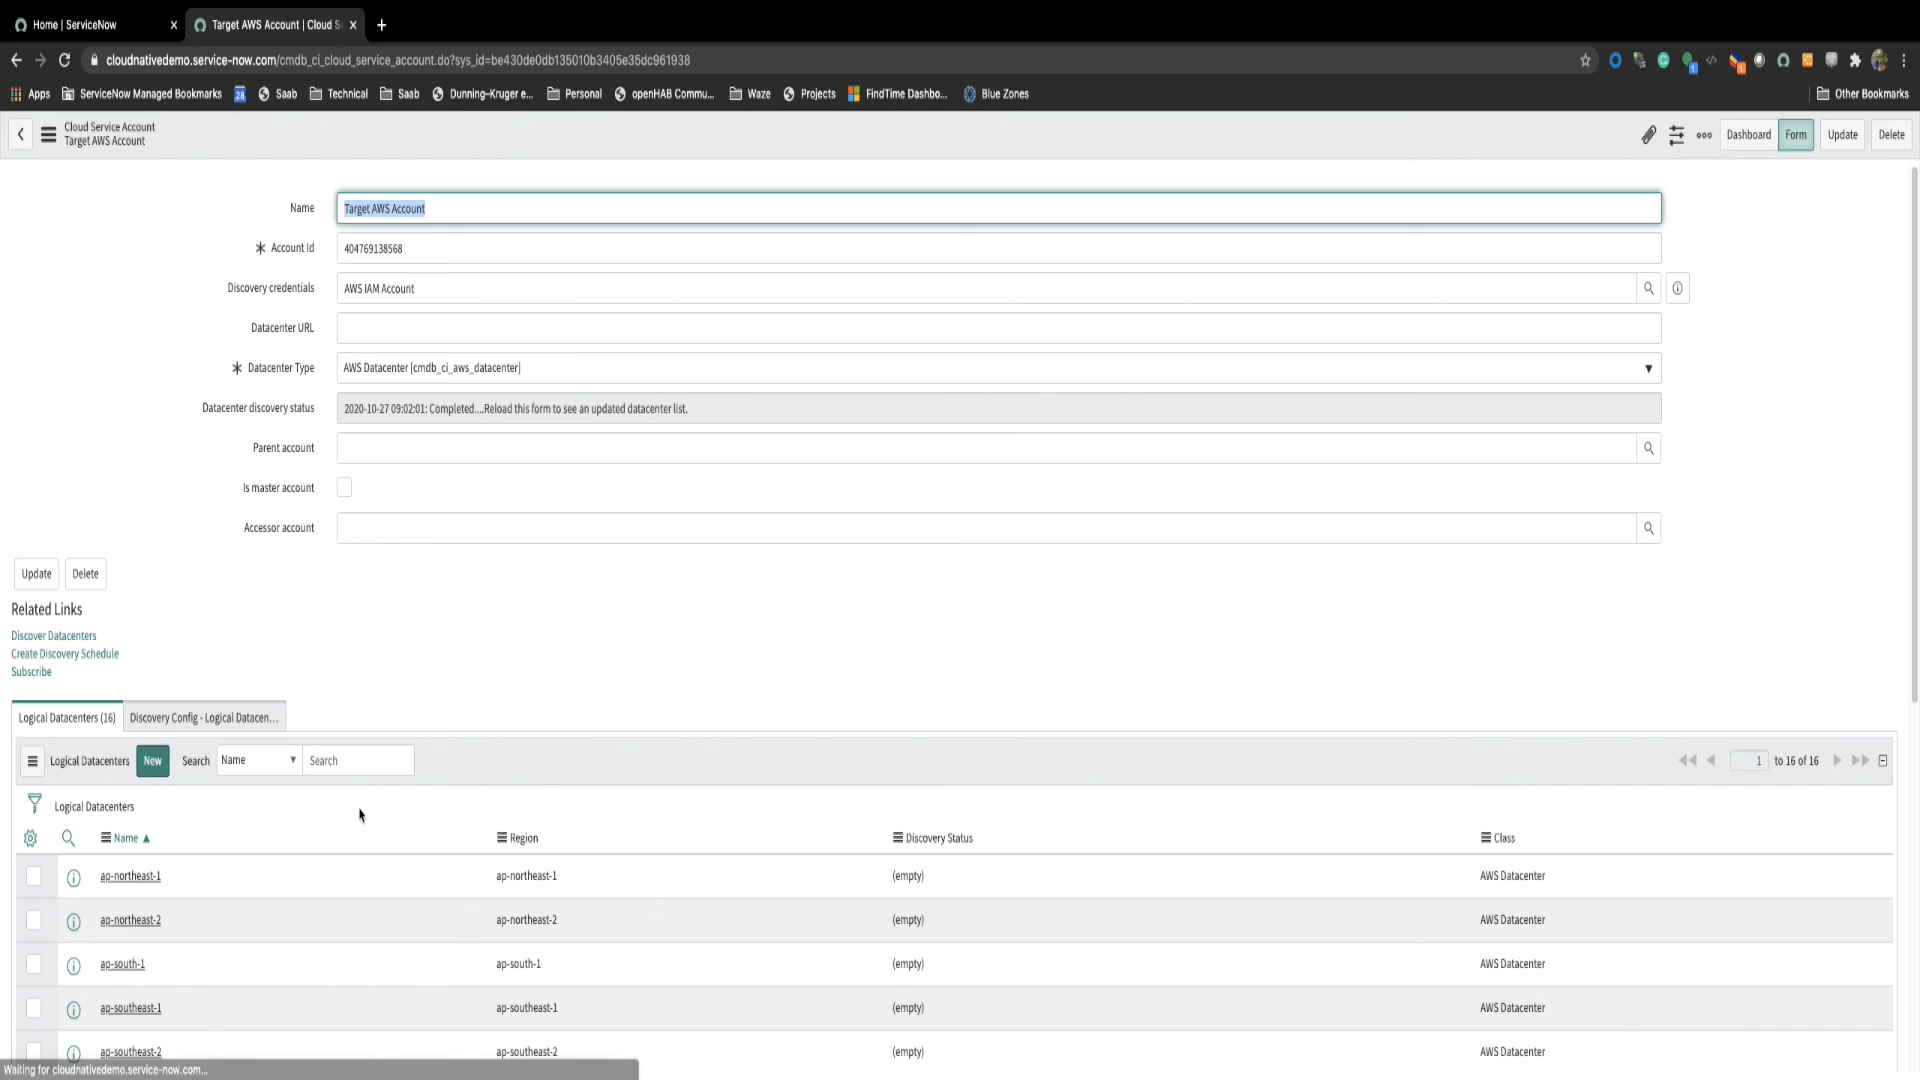 Home | ServiceNow
Target AWS Account | Cloud S
cloudnativedemo.service-now.com/cmdb_ci_cloud_service_account.do?sys_id=be430de0db135010b3405e35dc961938
Apps ServiceNow Managed Bookmarks 28 Saab Technical Saab Dunning–Kruger e... Personal openHAB Commu... Waze Projects FindTime Dashbo... Blue Zones Other Bookmarks
Cloud Service Account
Target AWS Account
Dashboard Form Update Delete
Name Target AWS Account
Account Id 404769138568
Discovery credentials AWS IAM Account
Datacenter URL
Datacenter Type AWS Datacenter [cmdb_ci_aws_datacenter]
Datacenter discovery status 2020-10-27 09:02:01: Completed....Reload this form to see an updated datacenter list.
Parent account
Is master account
Accessor account
Update Delete
Related Links
Discover Datacenters
Create Discovery Schedule
Subscribe
Logical Datacenters (16) Discovery Config - Logical Datacen...
Logical Datacenters New Search Name Search 1 to 16 of 16
Logical Datacenters
Name Region Discovery Status Class
ap-northeast-1 ap-northeast-1 (empty) AWS Datacenter
ap-northeast-2 ap-northeast-2 (empty) AWS Datacenter
ap-south-1 ap-south-1 (empty) AWS Datacenter
ap-southeast-1 ap-southeast-1 (empty) AWS Datacenter
ap-southeast-2 ap-southeast-2 (empty) AWS Datacenter
Waiting for cloudnativedemo.service-now.com...